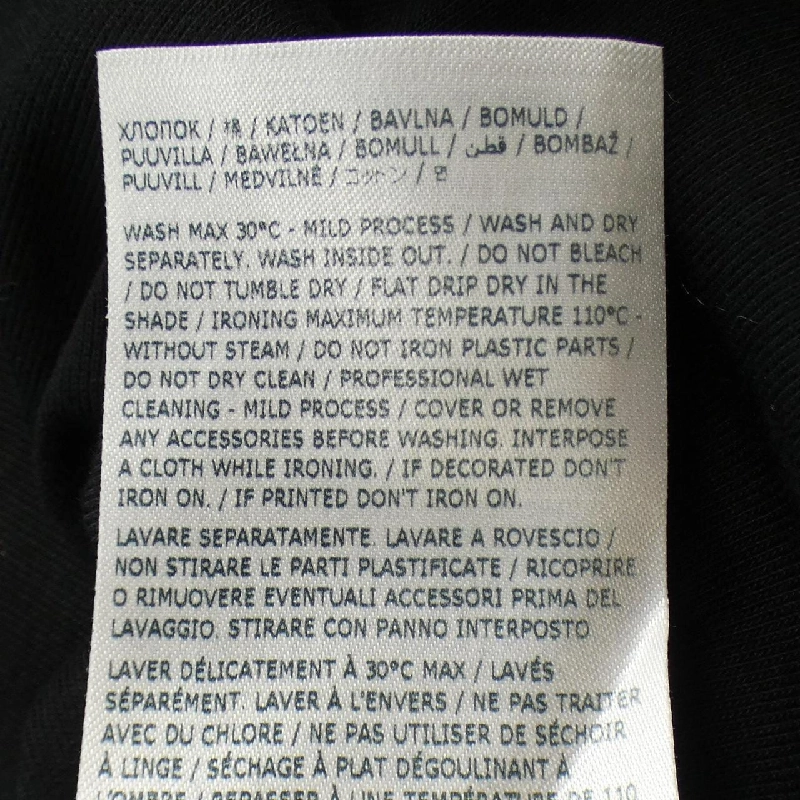 ХЛОПОК / 棉 / KATOEN / BAVLNA / BOMULD /
PUUVILLA / BAWEŁNA / BOMULL / قطن / BOMBAŽ /
PUUVILL / MEDVILNĖ / コットン / 면
WASH MAX 30°C - MILD PROCESS / WASH AND DRY
SEPARATELY. WASH INSIDE OUT. / DO NOT BLEACH
/ DO NOT TUMBLE DRY / FLAT DRIP DRY IN THE
SHADE / IRONING MAXIMUM TEMPERATURE 110°C -
WITHOUT STEAM / DO NOT IRON PLASTIC PARTS /
DO NOT DRY CLEAN / PROFESSIONAL WET
CLEANING - MILD PROCESS / COVER OR REMOVE
ANY ACCESSORIES BEFORE WASHING. INTERPOSE
A CLOTH WHILE IRONING. / IF DECORATED DON'T
IRON ON. / IF PRINTED DON'T IRON ON.
LAVARE SEPARATAMENTE. LAVARE A ROVESCIO /
NON STIRARE LE PARTI PLASTIFICATE / RICOPRIRE
O RIMUOVERE EVENTUALI ACCESSORI PRIMA DEL
LAVAGGIO. STIRARE CON PANNO INTERPOSTO
LAVER DÉLICATEMENT À 30°C MAX / LAVÉS
SÉPARÉMENT. LAVER À L'ENVERS / NE PAS TRAITER
AVEC DU CHLORE / NE PAS UTILISER DE SÉCHOIR
À LINGE / SÉCHAGE À PLAT DÉGOULINANT À
L'OMBRE / REPASSER À UNE TEMPÉRATURE DE 110